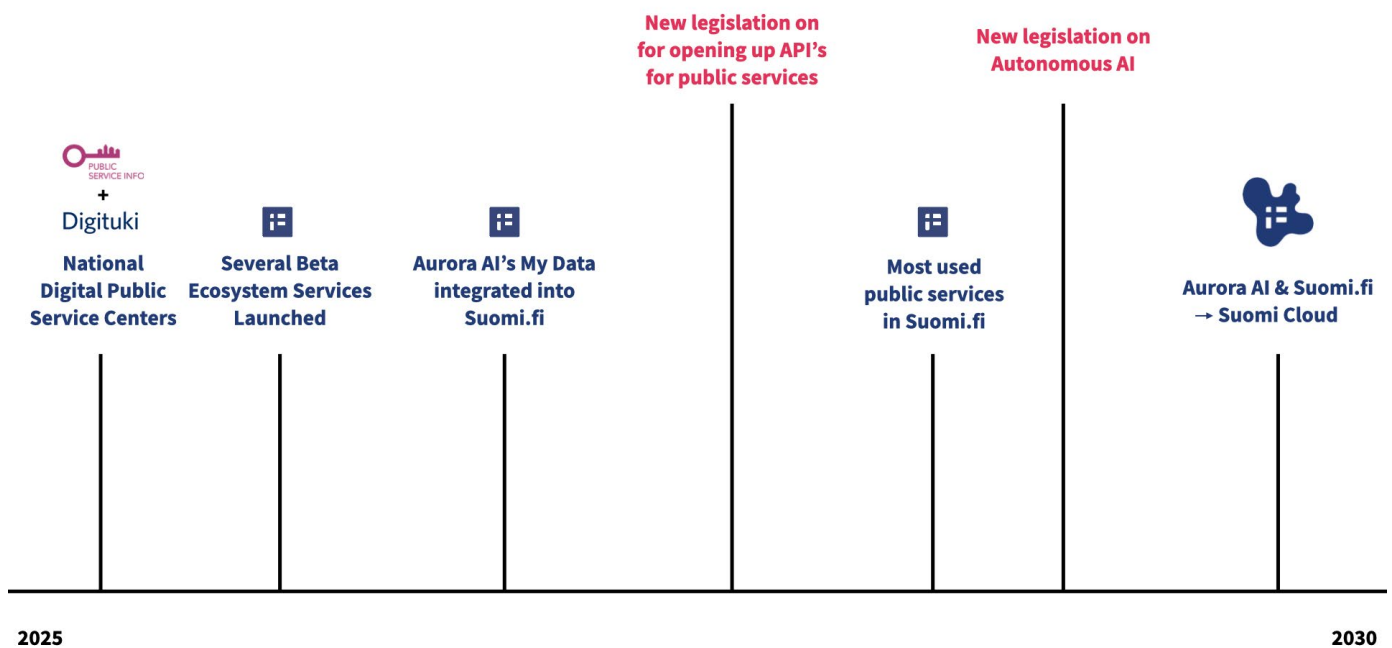 New legislation on
for opening up API's
for public services
New legislation on
Autonomous AI
PUBLIC
SERVICE INFO
+
Digituki
National
Digital Public
Service Centers
Several Beta
Ecosystem Services
Launched
Aurora AI's My Data
integrated into
Suomi.fi
Most used
public services
in Suomi.fi
Aurora AI & Suomi.fi
→ Suomi Cloud
2025
2030